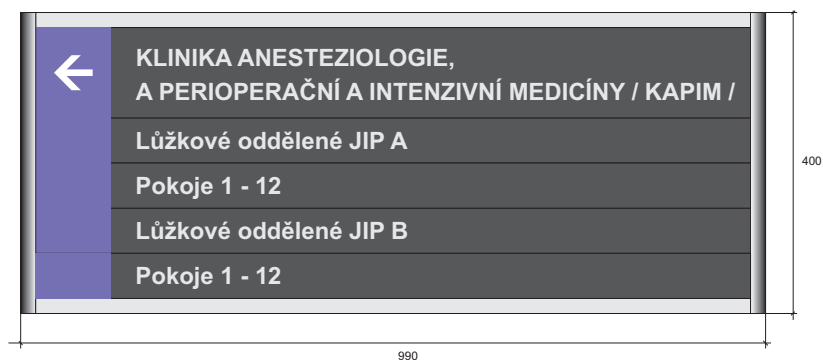 KLINIKA ANESTEZIOLOGIE,
A PERIOPERAČNÍ A INTENZIVNÍ MEDICÍNY / KAPIM /
Lůžkové oddělené JIP A
Pokoje 1 - 12
Lůžkové oddělené JIP B
Pokoje 1 - 12
400
990